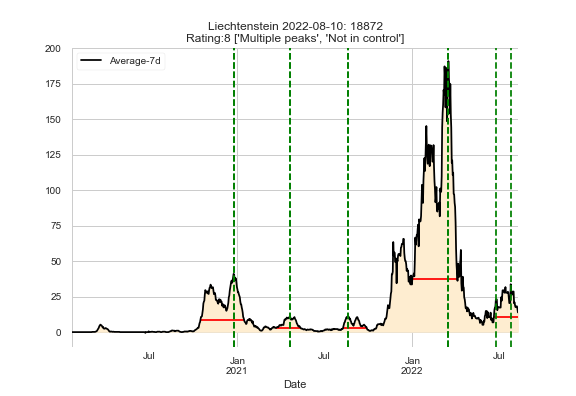 Liechtenstein 2022-08-10: 18872
Rating:8 ['Multiple peaks', 'Not in control']
Average-7d
200
175
150
125
100
75
50
25
0
Jul
Jan
2021
Jul
Jan
2022
Jul
Date